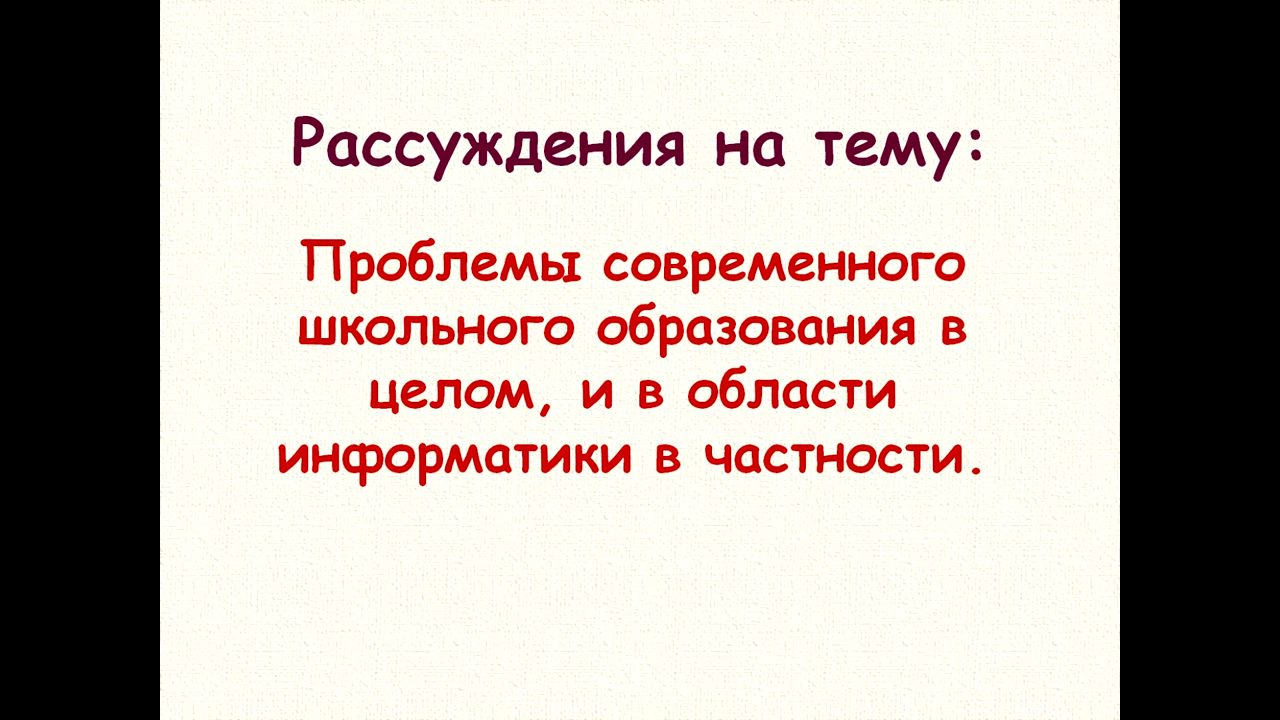 Рассуждения на тему:
Проблемы современного
школьного образования в
целом, и в области
информатики в частности.